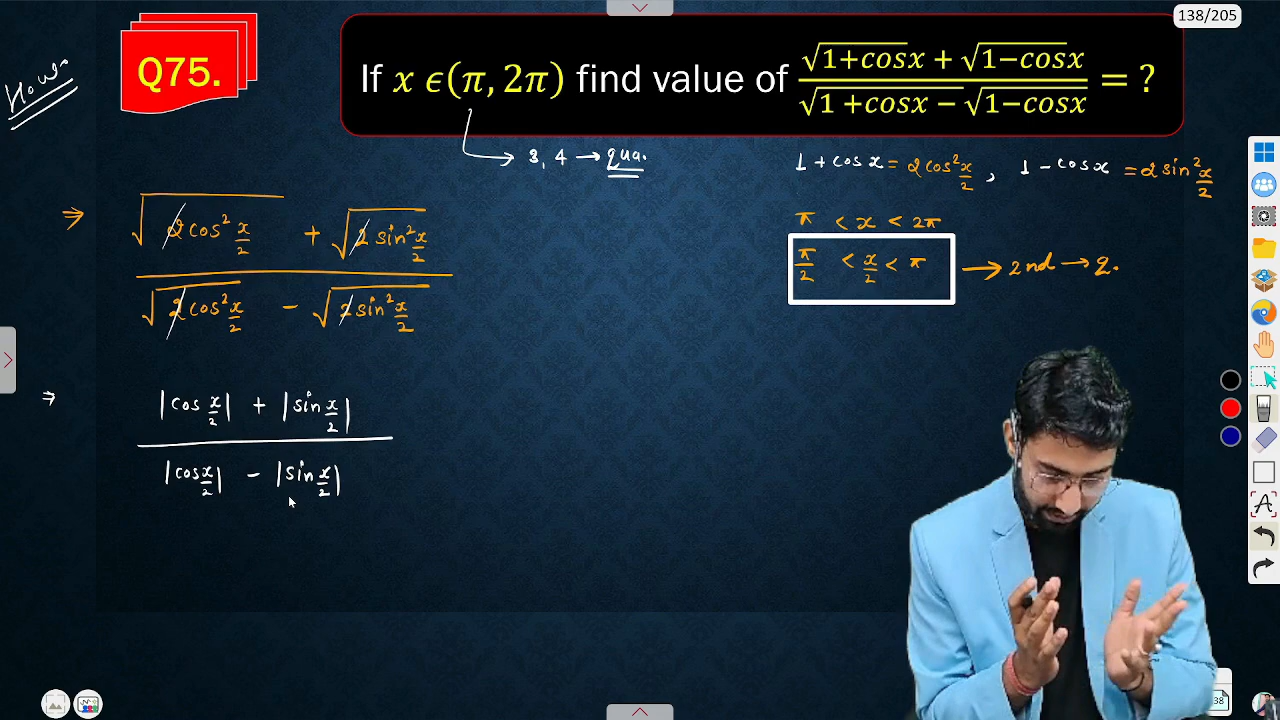 138/205
How
Q75.
If x ϵ(π, 2π) find value of (√1+cosx + √1−cosx)/(√1 +cosx − √1−cosx) = ?
→ 3, 4 → qua.
1 + cos x = 2cos² x/2 , 1 - cos x = 2 sin² x/2
⇒ (√2cos² x/2 + √2 sin² x/2)/(√2cos² x/2 − √2sin² x/2)
π < x < 2π
π/2 < x/2 < π → 2nd → q.
⇒ (|cos x/2| + |sin x/2|)/(|cos x/2| − |sin x/2|)
A